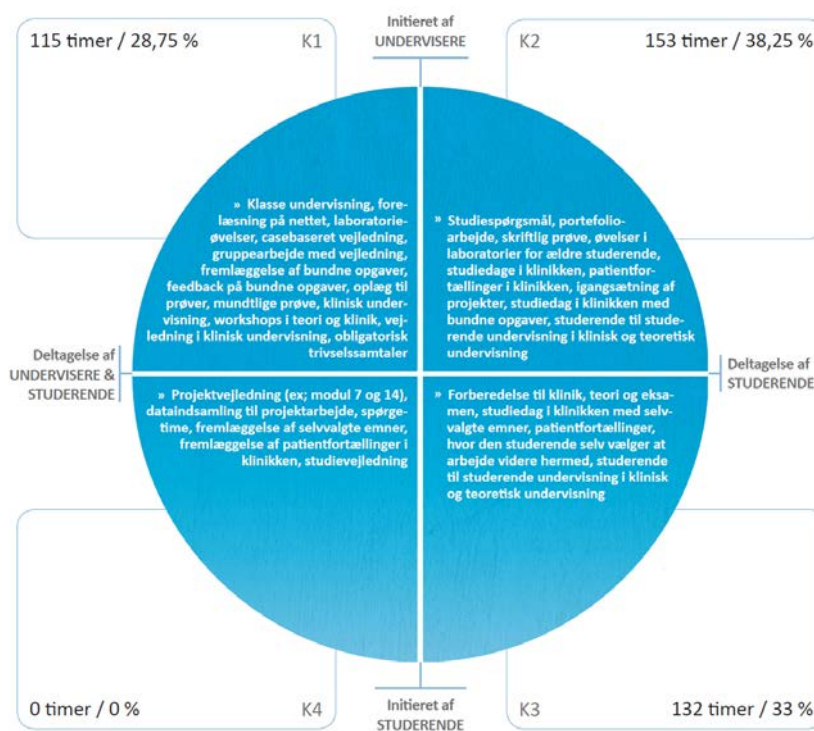 Initieret af
UNDERVISERE
115 timer / 28,75 %
K1
K2
153 timer / 38,25 %
» Klasse undervisning, fore-
læsning på nettet, laboratorie-
øvelser, casebaseret vejledning,
gruppearbejde med vejledning,
fremlæggelse af bundne opgaver,
feedback på bundne opgaver, oplæg til
prøver, mundtlige prøve, klinisk under-
visning, workshops i teori og klinik, vej-
ledning i klinisk undervisning, obligatorisk
trivselssamtaler
» Studiespørgsmål, portefolio-
arbejde, skriftlig prøve, øvelser i
laboratorier for ældre studerende,
studiedage i klinikken, patientfor-
tællinger i klinikken, igangsætning af
projekter, studiedag i klinikken med
bundne opgaver, studerende til stude-
rende undervisning i klinisk og teoretisk
undervisning
Deltagelse af
UNDERVISERE &
STUDERENDE
Deltagelse af
STUDERENDE
» Projektvejledning (ex; modul 7 og 14),
dataindsamling til projektarbejde, spørge-
time, fremlæggelse af selvvalgte emner,
fremlæggelse af patientfortællinger i
klinikken, studievejledning
» Forberedelse til klinik, teori og eksa-
men, studiedag i klinikken med selv-
valgte emner, patientfortællinger,
hvor den studerende selv vælger at
arbejde videre hermed, studerende
til studerende undervisning i klinisk
og teoretisk undervisning
0 timer / 0 %
K4
K3
132 timer / 33 %
Initieret af
STUDERENDE